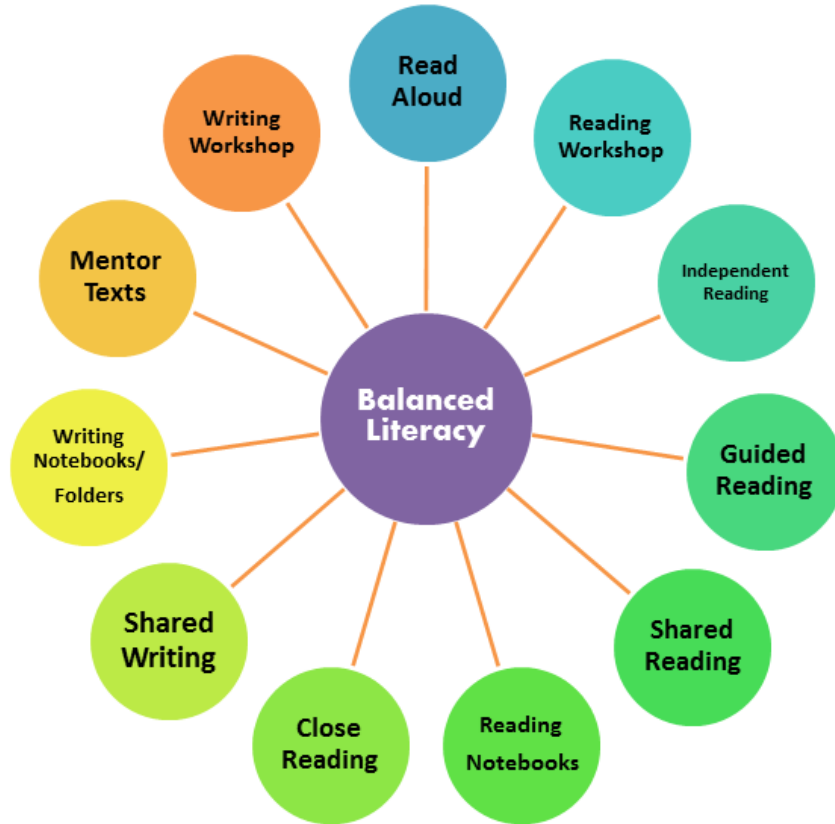 Read
Aloud
Reading
Workshop
Independent
Reading
Guided
Reading
Shared
Reading
Reading
Notebooks
Close
Reading
Shared
Writing
Writing
Notebooks/
Folders
Mentor
Texts
Writing
Workshop
Balanced
Literacy